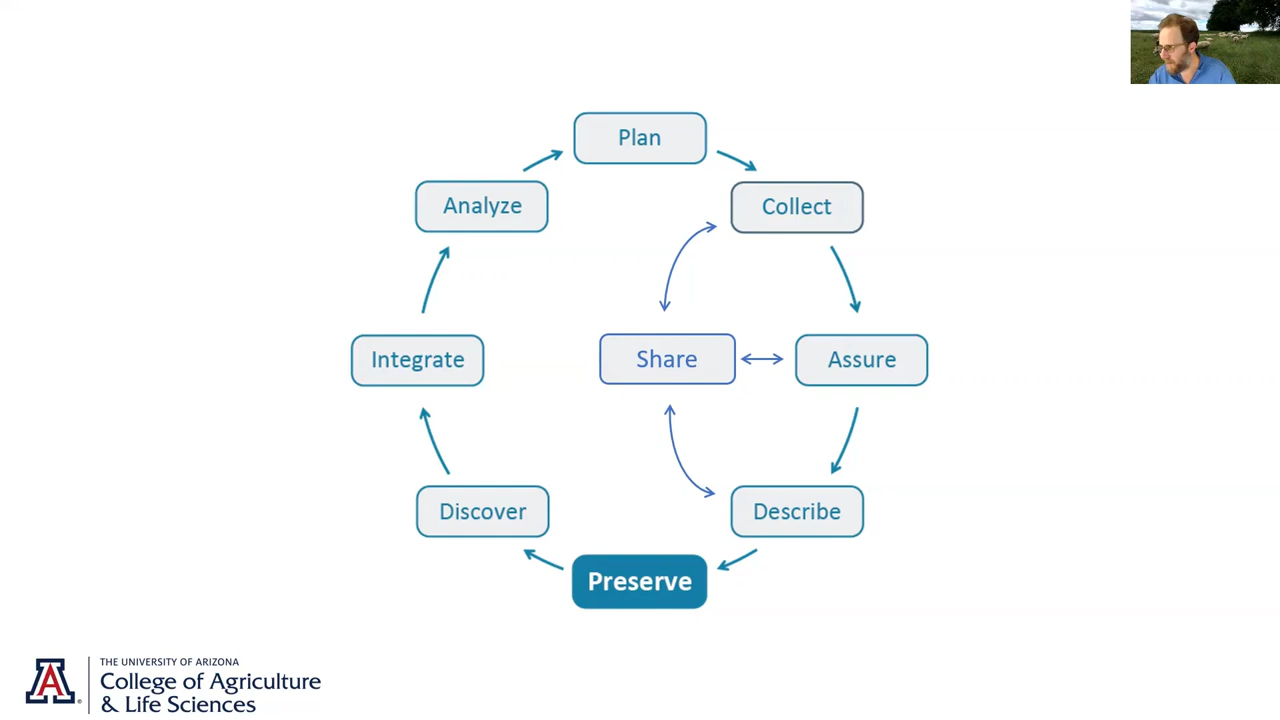 Plan
Analyze
Collect
Integrate
Share
Assure
Discover
Describe
Preserve
A
THE UNIVERSITY OF ARIZONA
College of Agriculture
& Life Sciences